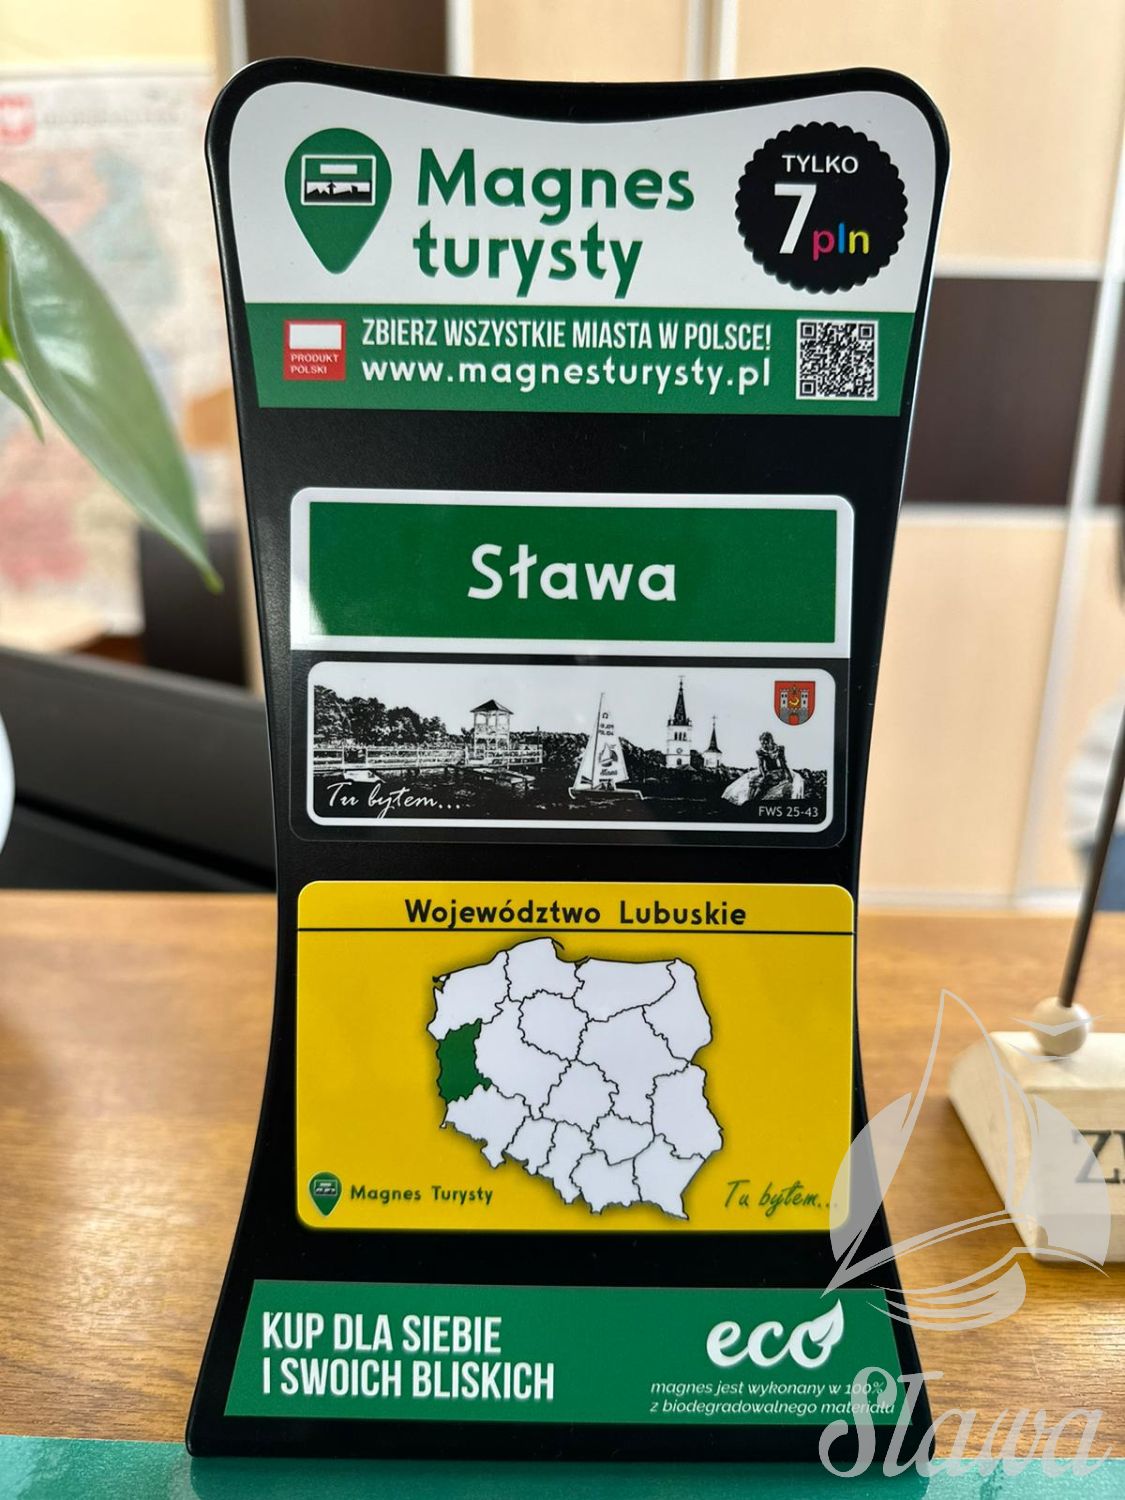 Magnes
turysty
TYLKO
7pln
PRODUKT
POLSKI
ZBIERZ WSZYSTKIE MIASTA W POLSCE!
www.magnesturysty.pl
Sława
Tu byłem...
FWS 25-43
Województwo Lubuskie
Magnes Turysty
Tu byłem...
KUP DLA SIEBIE
I SWOICH BLISKICH
eco
magnes jest wykonany w 100%
z biodegradowalnego materiału
Sława